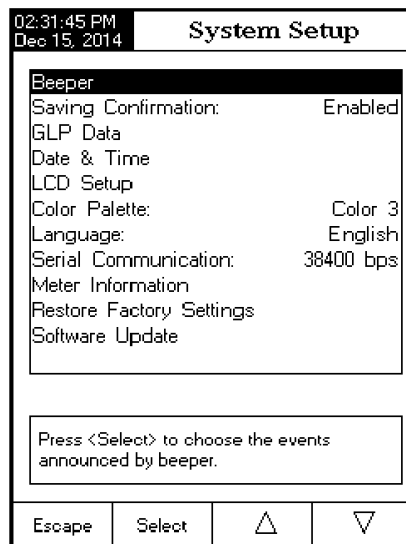 02:31:45 PM
Dec 15, 2014
System Setup
Beeper
Saving Confirmation: Enabled
GLP Data
Date & Time
LCD Setup
Color Palette: Color 3
Language: English
Serial Communication: 38400 bps
Meter Information
Restore Factory Settings
Software Update
Press <Select> to choose the events
announced by beeper.
Escape Select △ ▽